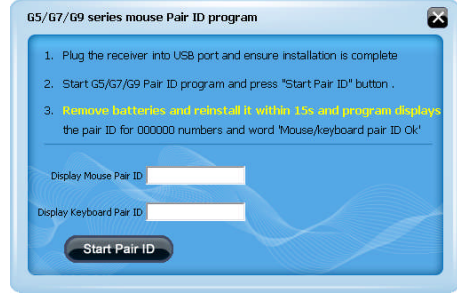 G5/G7/G9 series mouse Pair ID program
1. Plug the receiver into USB port and ensure installation is complete
2. Start G5/G7/G9 Pair ID program and press "Start Pair ID" button .
3. Remove batteries and reinstall it within 15s and program displays
the pair ID for 000000 numbers and word 'Mouse/keyboard pair ID Ok'
Display Mouse Pair ID
Display Keyboard Pair ID
Start Pair ID